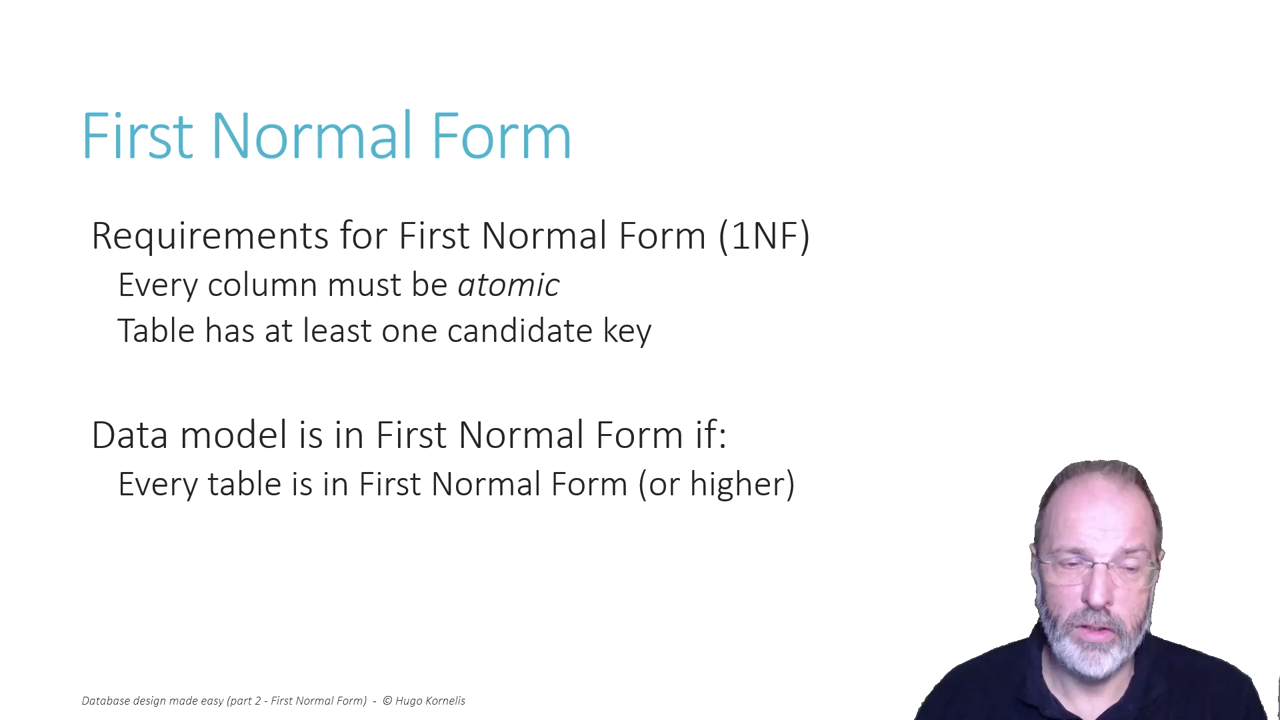 First Normal Form
Requirements for First Normal Form (1NF)
Every column must be atomic
Table has at least one candidate key
Data model is in First Normal Form if:
Every table is in First Normal Form (or higher)
Database design made easy (part 2 - First Normal Form) - © Hugo Kornelis